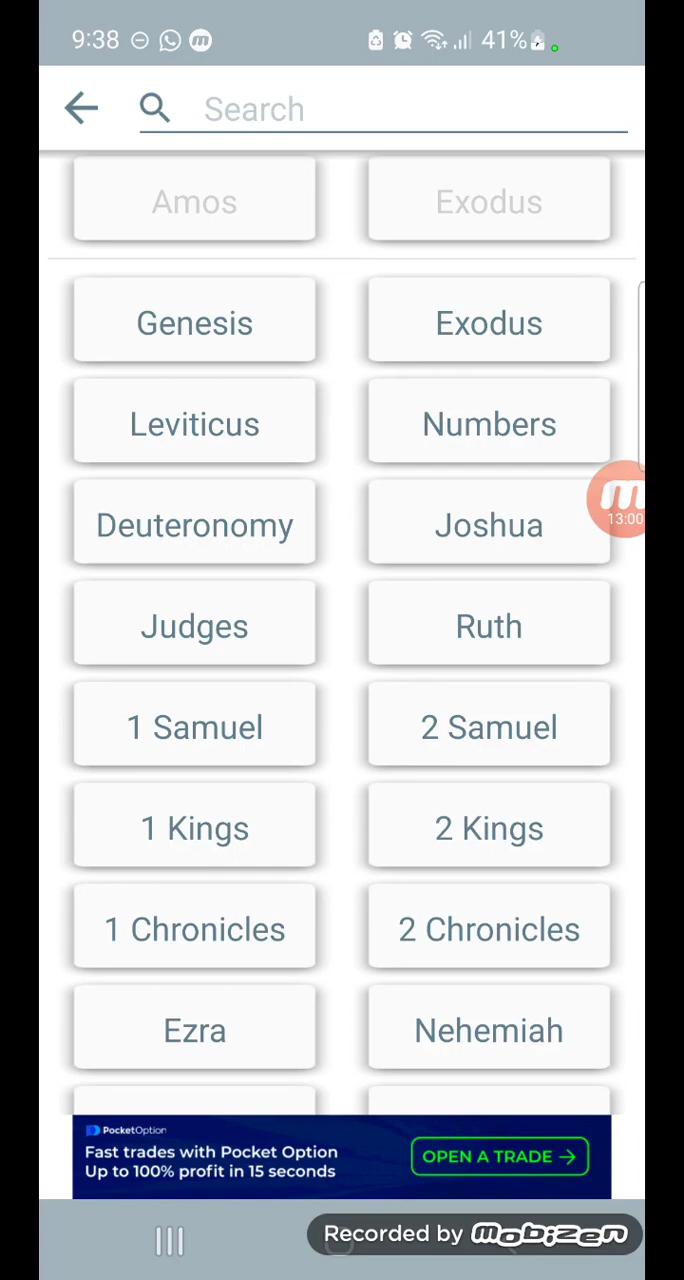 9:38 41%
Search
Amos Exodus
Genesis Exodus
Leviticus Numbers
13:00
Deuteronomy Joshua
Judges Ruth
1 Samuel 2 Samuel
1 Kings 2 Kings
1 Chronicles 2 Chronicles
Ezra Nehemiah
PocketOption
Fast trades with Pocket Option
Up to 100% profit in 15 seconds
OPEN A TRADE →
Recorded by mobizen